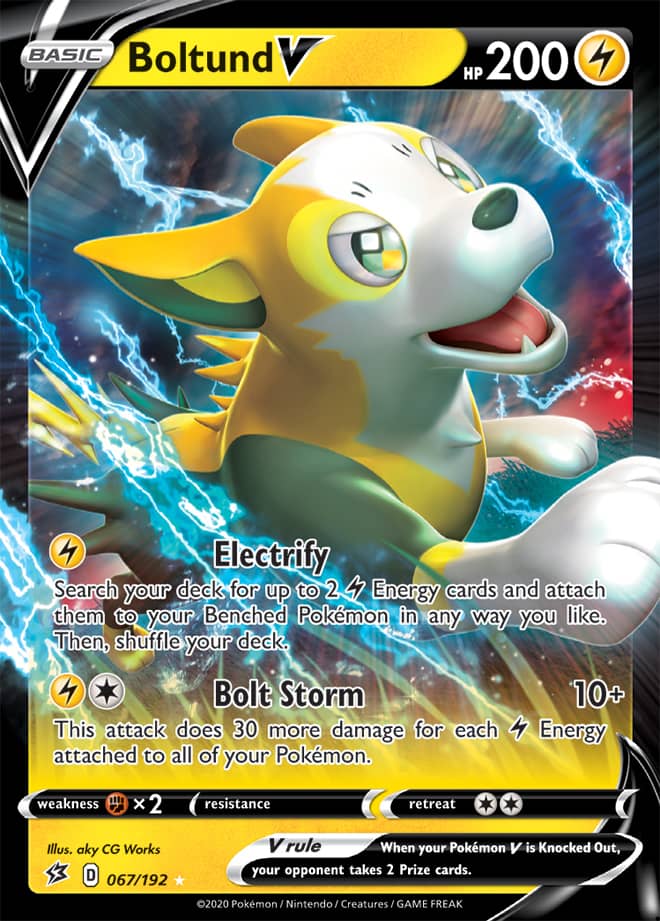 BASIC
Boltund V
HP 200
Electrify
Search your deck for up to 2 Energy cards and attach
them to your Benched Pokémon in any way you like.
Then, shuffle your deck.
Bolt Storm 10+
This attack does 30 more damage for each Energy
attached to all of your Pokémon.
weakness ×2 resistance retreat
Illus. aky CG Works
V rule When your Pokémon V is Knocked Out,
your opponent takes 2 Prize cards.
D 067/192
©2020 Pokémon / Nintendo / Creatures / GAME FREAK